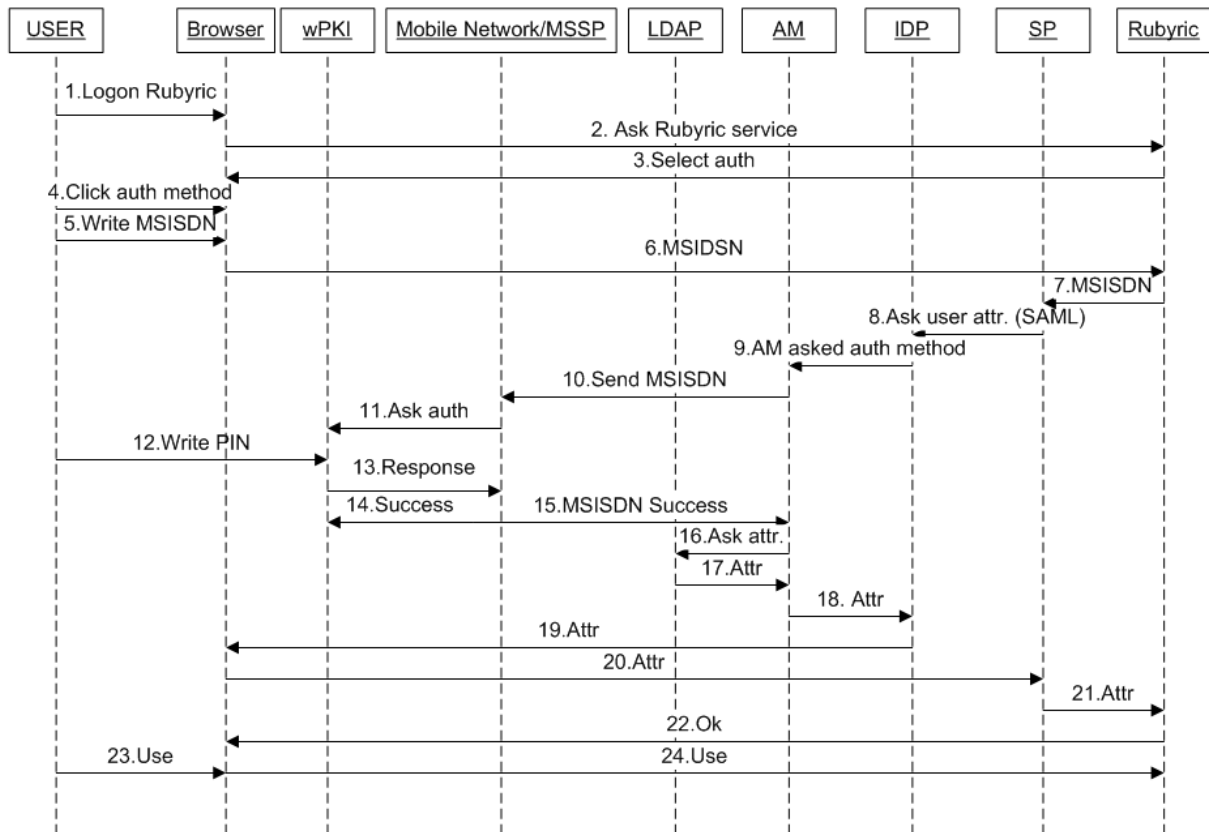 USER
Browser
wPKI
Mobile Network/MSSP
LDAP
AM
IDP
SP
Rubyric
1.Logon Rubyric
2. Ask Rubyric service
3.Select auth
4.Click auth method
5.Write MSISDN
6.MSIDSN
7.MSISDN
8.Ask user attr. (SAML)
9.AM asked auth method
10.Send MSISDN
11.Ask auth
12.Write PIN
13.Response
14.Success
15.MSISDN Success
16.Ask attr.
17.Attr
18. Attr
19.Attr
20.Attr
21.Attr
22.Ok
23.Use
24.Use